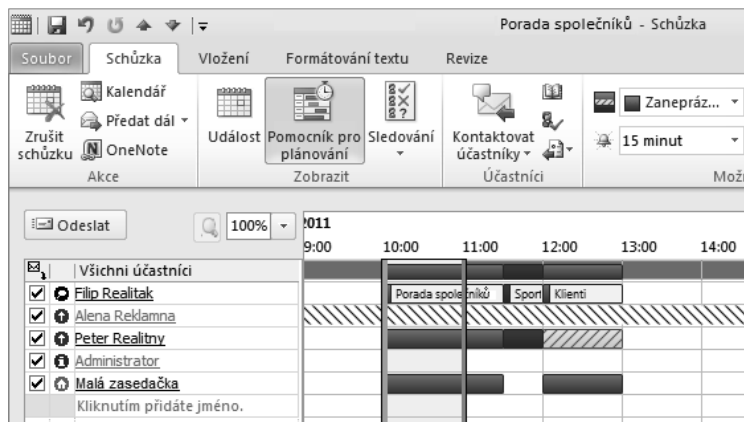 Porada společníků - Schůzka
Soubor Schůzka Vložení Formátování textu Revize
Zrušit schůzku
Kalendář
Předat dál
OneNote
Akce
Událost
Pomocník pro plánování
Sledování
Zobrazit
Kontaktovat účastníky
Účastníci
Zanepráz...
15 minut
Mož
Odeslat
100%
2011
9:00 10:00 11:00 12:00 13:00 14:00
Všichni účastníci
Filip Realitak
Porada společníků Sport Klienti
Alena Reklamna
Peter Realitny
Administrator
Malá zasedačka
Kliknutím přidáte jméno.